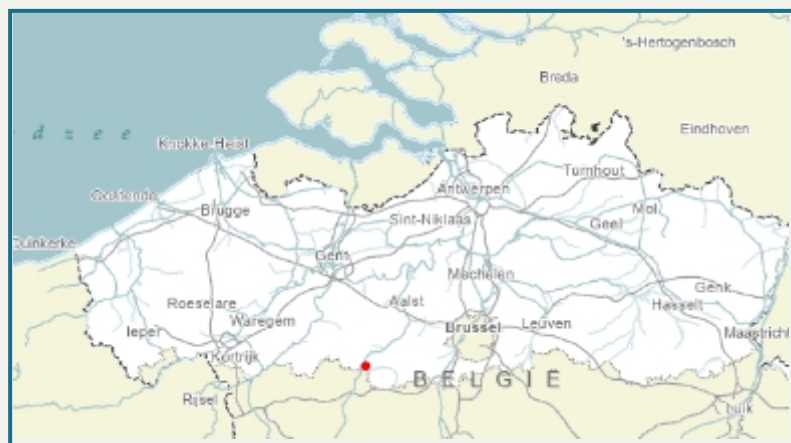 's-Hertogenbosch
Breda
d z e e
Eindhoven
Knokke-Heist
Turnhout
Antwerpen
Oostende
Mol
Brugge
Sint-Niklaas
Geel
Duinkerke
Gent
Mechelen
Genk
Roeselare
Aalst
Hasselt
Waregem
Ieper
Brussel
Leuven
Maastricht
Kortrijk
BELGIË
Rijsel
Luik